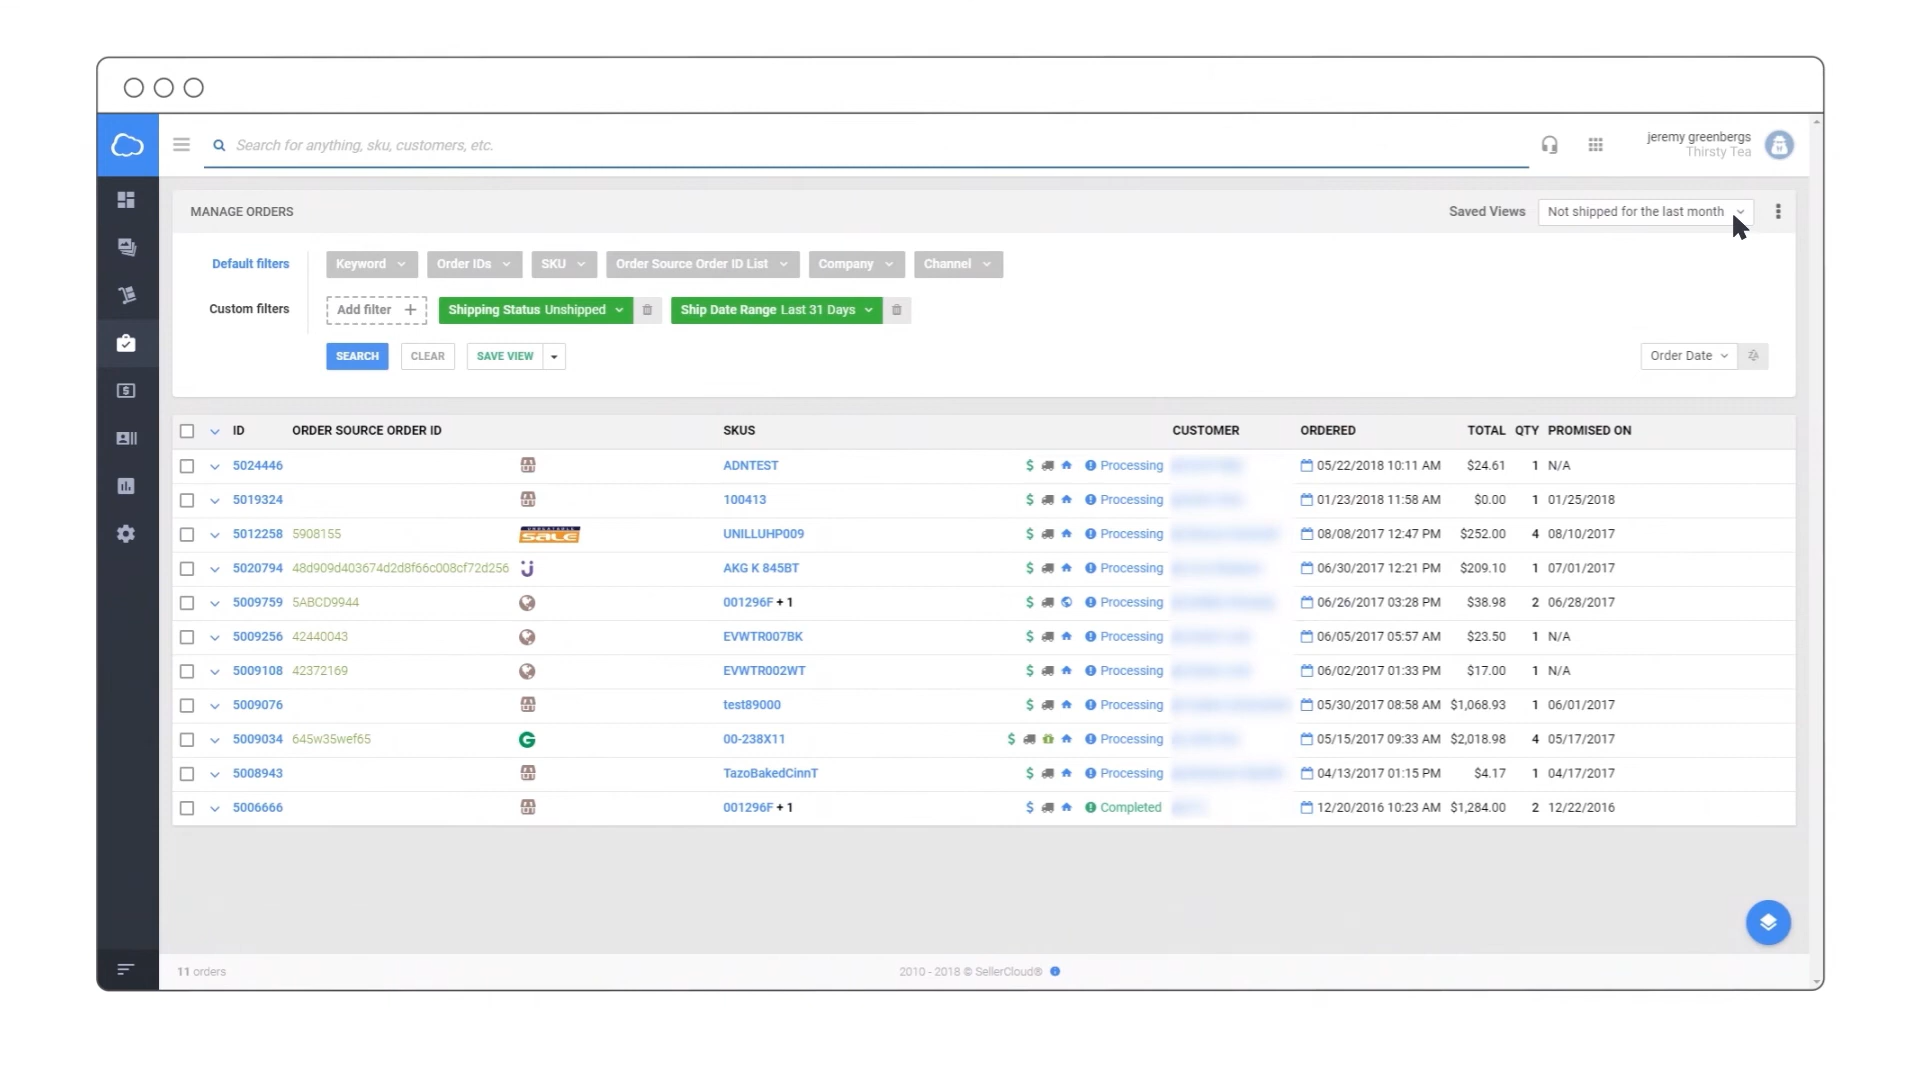 Search for anything, sku, customers, etc.
jeremy greenbergs
Thirsty Tea
MANAGE ORDERS
Saved Views Not shipped for the last month
Default filters Keyword Order IDs SKU Order Source Order ID List Company Channel
Custom filters Add filter + Shipping Status Unshipped Ship Date Range Last 31 Days
SEARCH CLEAR SAVE VIEW Order Date
ID ORDER SOURCE ORDER ID SKUS CUSTOMER ORDERED TOTAL QTY PROMISED ON
5024446 ADNTEST $ Processing 05/22/2018 10:11 AM $24.61 1 N/A
5019324 100413 $ Processing 01/23/2018 11:58 AM $0.00 1 01/25/2018
5012258 5908155 SALE UNILLUHP009 $ Processing 08/08/2017 12:47 PM $252.00 4 08/10/2017
5020794 48d909d403674d2d8f66c008cf72d256 AKG K 845BT $ Processing 06/30/2017 12:21 PM $209.10 1 07/01/2017
5009759 5ABCD9944 001296F + 1 $ Processing 06/26/2017 03:28 PM $38.98 2 06/28/2017
5009256 42440043 EVWTR007BK $ Processing 06/05/2017 05:57 AM $23.50 1 N/A
5009108 42372169 EVWTR002WT $ Processing 06/02/2017 01:33 PM $17.00 1 N/A
5009076 test89000 $ Processing 05/30/2017 08:58 AM $1,068.93 1 06/01/2017
5009034 645w35wef65 G 00-238X11 $ Processing 05/15/2017 09:33 AM $2,018.98 4 05/17/2017
5008943 TazoBakedCinnT $ Processing 04/13/2017 01:15 PM $4.17 1 04/17/2017
5006666 001296F + 1 $ Completed 12/20/2016 10:23 AM $1,284.00 2 12/22/2016
11 orders 2010 - 2018 © SellerCloud®